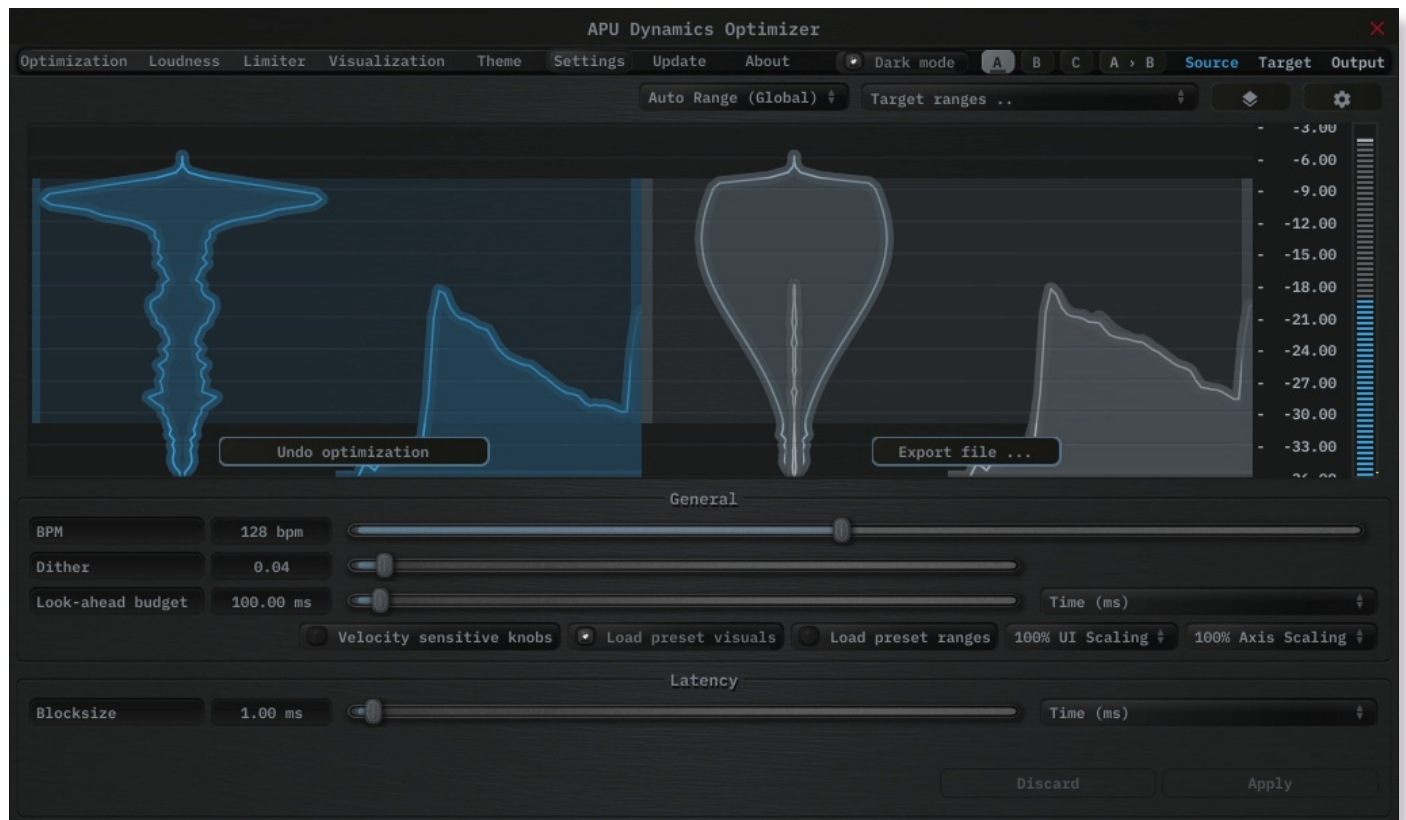 APU Dynamics Optimizer
Optimization Loudness Limiter Visualization Theme Settings Update About Dark mode A B C A › B Source Target Output
Auto Range (Global) Target ranges ..
- -3.00
- -6.00
- -9.00
- -12.00
- -15.00
- -18.00
- -21.00
- -24.00
- -27.00
- -30.00
- -33.00
Undo optimization Export file ...
General
BPM 128 bpm
Dither 0.04
Look-ahead budget 100.00 ms Time (ms)
Velocity sensitive knobs Load preset visuals Load preset ranges 100% UI Scaling 100% Axis Scaling
Latency
Blocksize 1.00 ms Time (ms)
Discard Apply